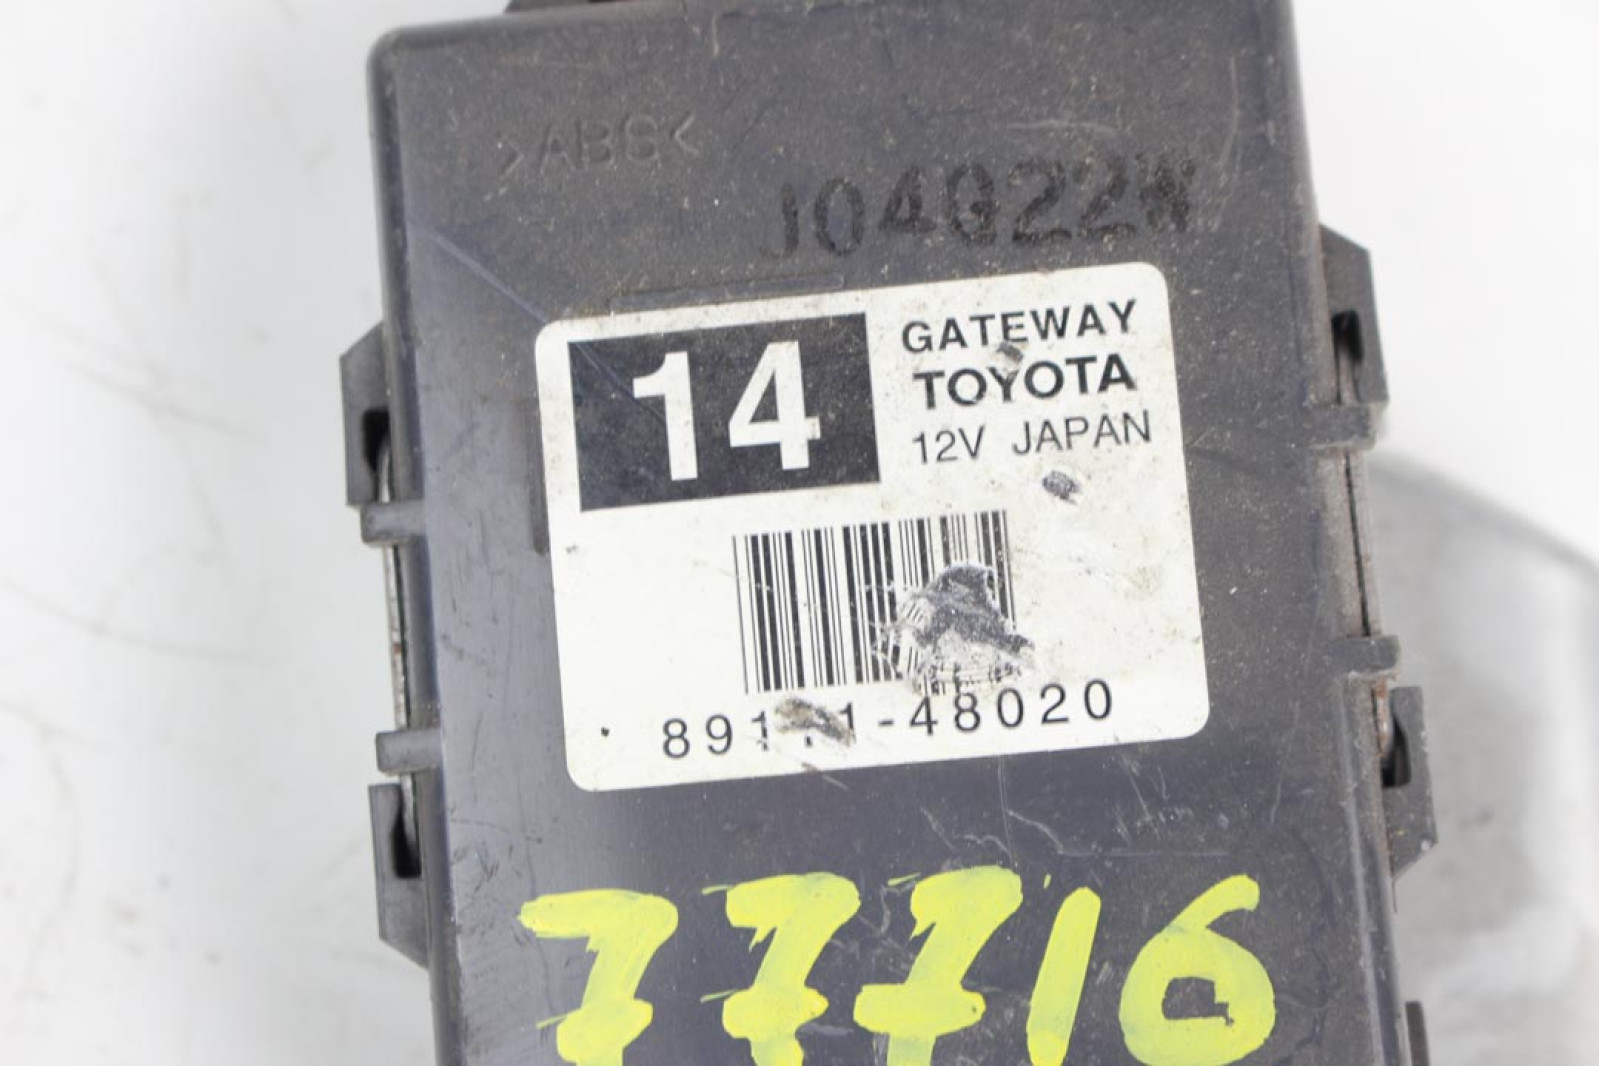 >ABS<
J04G22W
14
GATEWAY
TOYOTA
12V JAPAN
77716